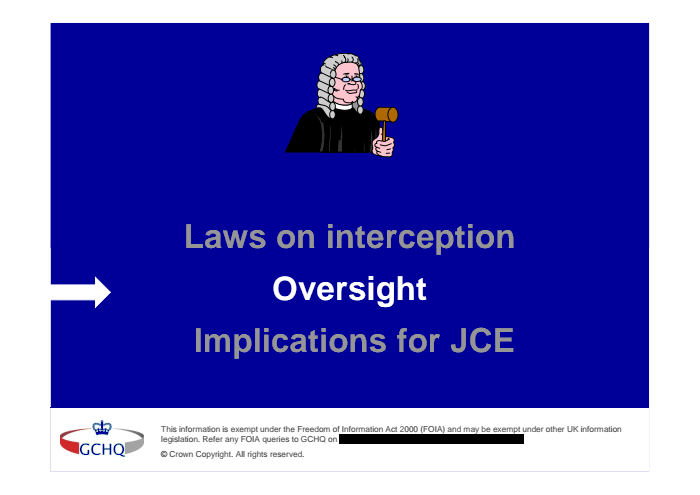 Laws on interception
Oversight
Implications for JCE
GCHQ
This information is exempt under the Freedom of Information Act 2000 (FOIA) and may be exempt under other UK information
legislation. Refer any FOIA queries to GCHQ on
© Crown Copyright. All rights reserved.